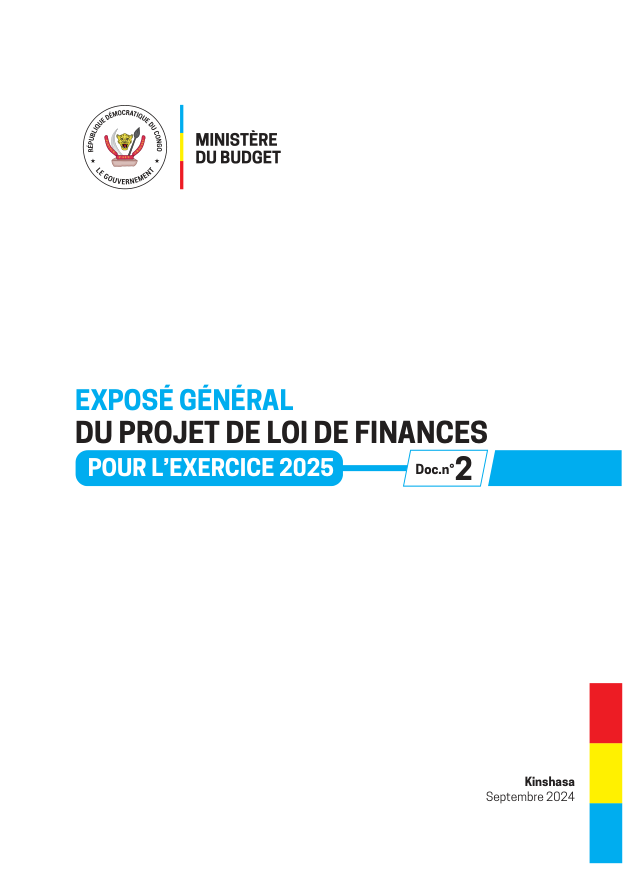 RÉPUBLIQUE DÉMOCRATIQUE DU CONGO
★ LE GOUVERNEMENT ★
MINISTÈRE
DU BUDGET
EXPOSÉ GÉNÉRAL
DU PROJET DE LOI DE FINANCES
POUR L'EXERCICE 2025
Doc.n°2
Kinshasa
Septembre 2024